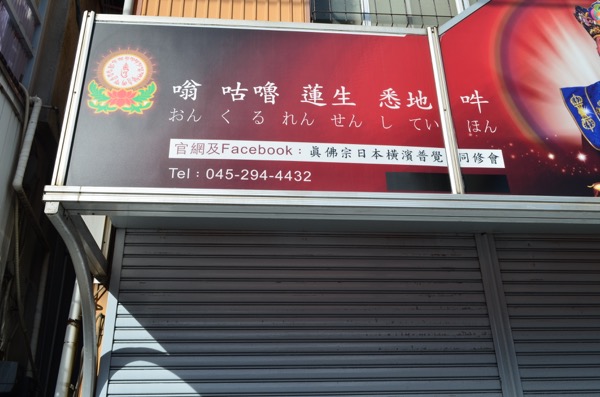 嗡 咕嚕 蓮生 悉地 吽
おん くる れん せん し てい ほん
官網及Facebook：真佛宗日本橫濱普覺同修會
Tel：045-294-4432